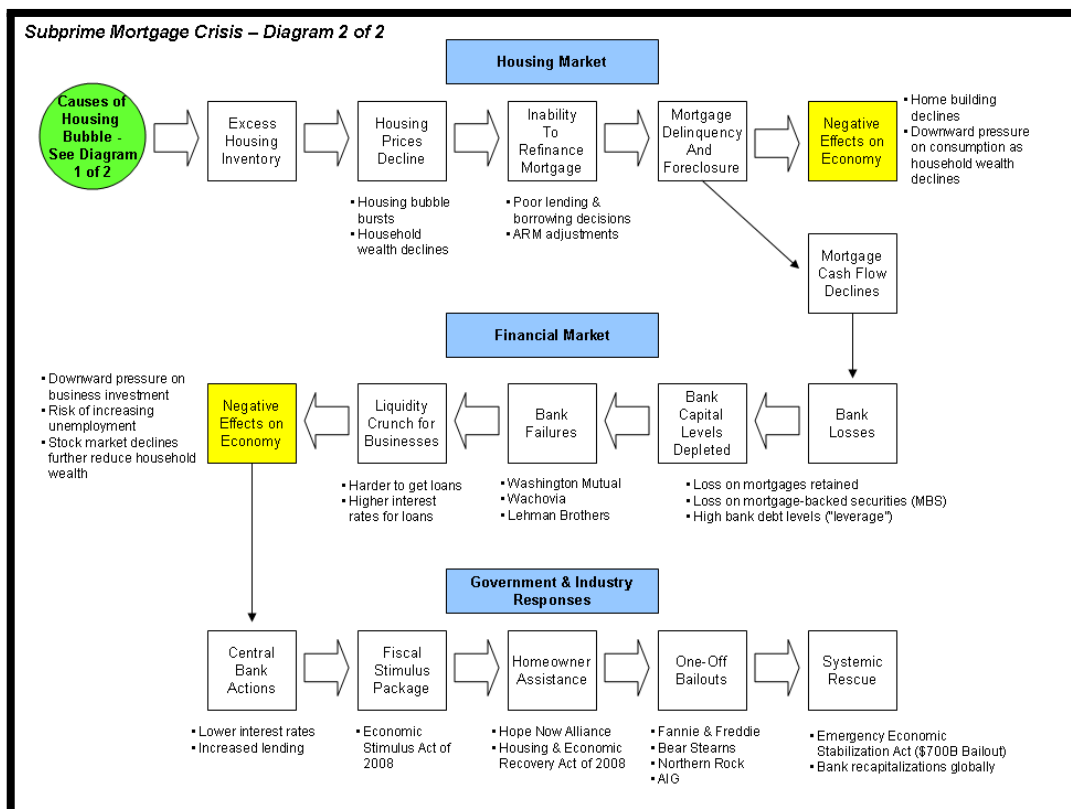 Subprime Mortgage Crisis – Diagram 2 of 2
Housing Market
Causes of
Housing
Bubble -
See Diagram
1 of 2
Excess
Housing
Inventory
Housing
Prices
Decline
Inability
To
Refinance
Mortgage
Mortgage
Delinquency
And
Foreclosure
Negative
Effects on
Economy
▪ Home building
declines
▪ Downward pressure
on consumption as
household wealth
declines
▪ Housing bubble
bursts
▪ Household
wealth declines
▪ Poor lending &
borrowing decisions
▪ ARM adjustments
Mortgage
Cash Flow
Declines
Financial Market
▪ Downward pressure on
business investment
▪ Risk of increasing
unemployment
▪ Stock market declines
further reduce household
wealth
Negative
Effects on
Economy
Liquidity
Crunch for
Businesses
Bank
Failures
Bank
Capital
Levels
Depleted
Bank
Losses
▪ Harder to get loans
▪ Higher interest
rates for loans
▪ Washington Mutual
▪ Wachovia
▪ Lehman Brothers
▪ Loss on mortgages retained
▪ Loss on mortgage-backed securities (MBS)
▪ High bank debt levels ("leverage")
Government & Industry
Responses
Central
Bank
Actions
Fiscal
Stimulus
Package
Homeowner
Assistance
One-Off
Bailouts
Systemic
Rescue
▪ Lower interest rates
▪ Increased lending
▪ Economic
Stimulus Act of
2008
▪ Hope Now Alliance
▪ Housing & Economic
Recovery Act of 2008
▪ Fannie & Freddie
▪ Bear Stearns
▪ Northern Rock
▪ AIG
▪ Emergency Economic
Stabilization Act ($700B Bailout)
▪ Bank recapitalizations globally